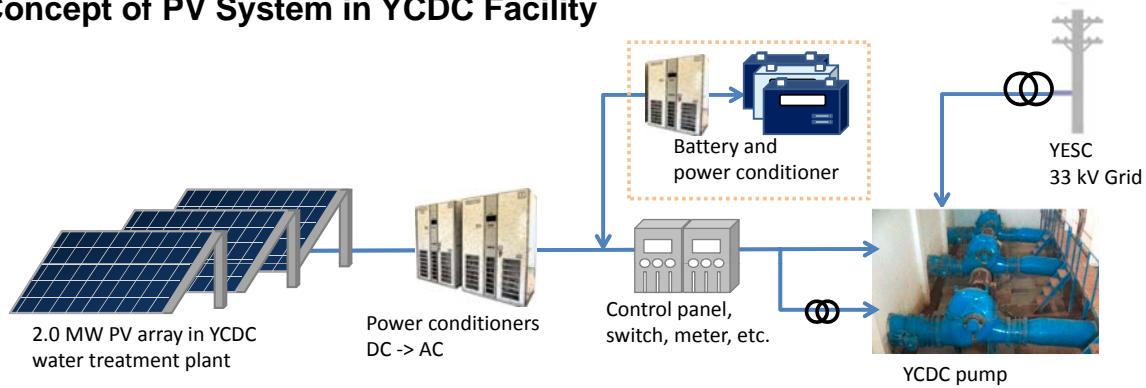 Concept of PV System in YCDC Facility
Battery and
power conditioner
YESC
33 kV Grid
2.0 MW PV array in YCDC
water treatment plant
Power conditioners
DC -> AC
Control panel,
switch, meter, etc.
YCDC pump